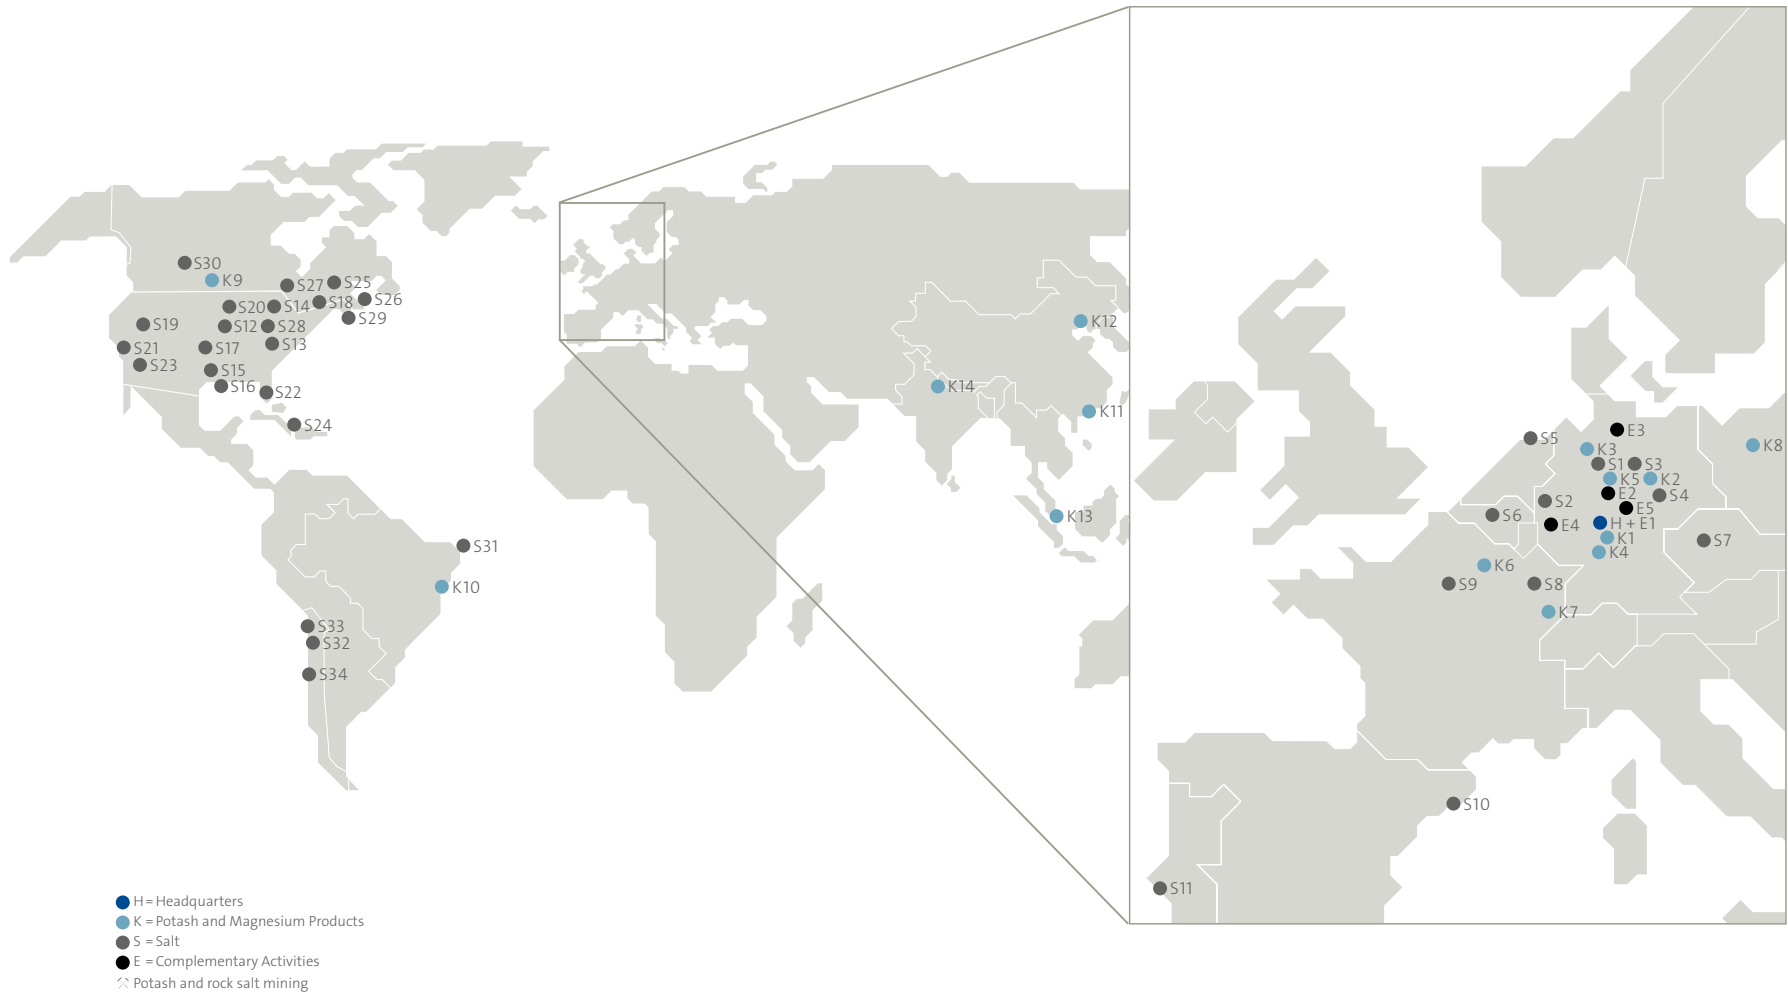 S30
K9
S27
S25
S20
S14
S18
S26
S29
S19
S12
S28
S21
S17
S13
S23
S15
S16
S22
S24
S31
K10
S33
S32
S34
K12
K14
K11
K13
E3
S5
K3
K8
S1
S3
K5
K2
E2
S4
S2
E5
S6
E4
H + E1
K1
S7
K4
K6
S9
S8
K7
S10
S11
H = Headquarters
K = Potash and Magnesium Products
S = Salt
E = Complementary Activities
Potash and rock salt mining